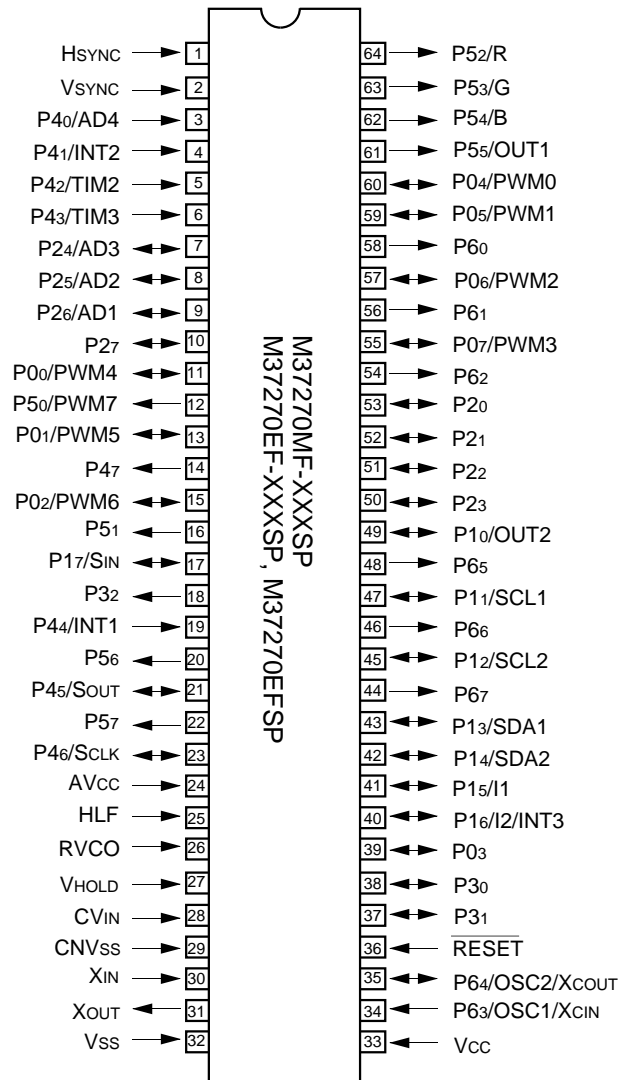 HSYNC 1
VSYNC 2
P40/AD4 3
P41/INT2 4
P42/TIM2 5
P43/TIM3 6
P24/AD3 7
P25/AD2 8
P26/AD1 9
P27 10
P00/PWM4 11
P50/PWM7 12
P01/PWM5 13
P47 14
P02/PWM6 15
P51 16
P17/SIN 17
P32 18
P44/INT1 19
P56 20
P45/SOUT 21
P57 22
P46/SCLK 23
AVCC 24
HLF 25
RVCO 26
VHOLD 27
CVIN 28
CNVSS 29
XIN 30
XOUT 31
VSS 32
M37270MF-XXXSP
M37270EF-XXXSP, M37270EFSP
64 P52/R
63 P53/G
62 P54/B
61 P55/OUT1
60 P04/PWM0
59 P05/PWM1
58 P60
57 P06/PWM2
56 P61
55 P07/PWM3
54 P62
53 P20
52 P21
51 P22
50 P23
49 P10/OUT2
48 P65
47 P11/SCL1
46 P66
45 P12/SCL2
44 P67
43 P13/SDA1
42 P14/SDA2
41 P15/I1
40 P16/I2/INT3
39 P03
38 P30
37 P31
36 RESET
35 P64/OSC2/XCOUT
34 P63/OSC1/XCIN
33 VCC